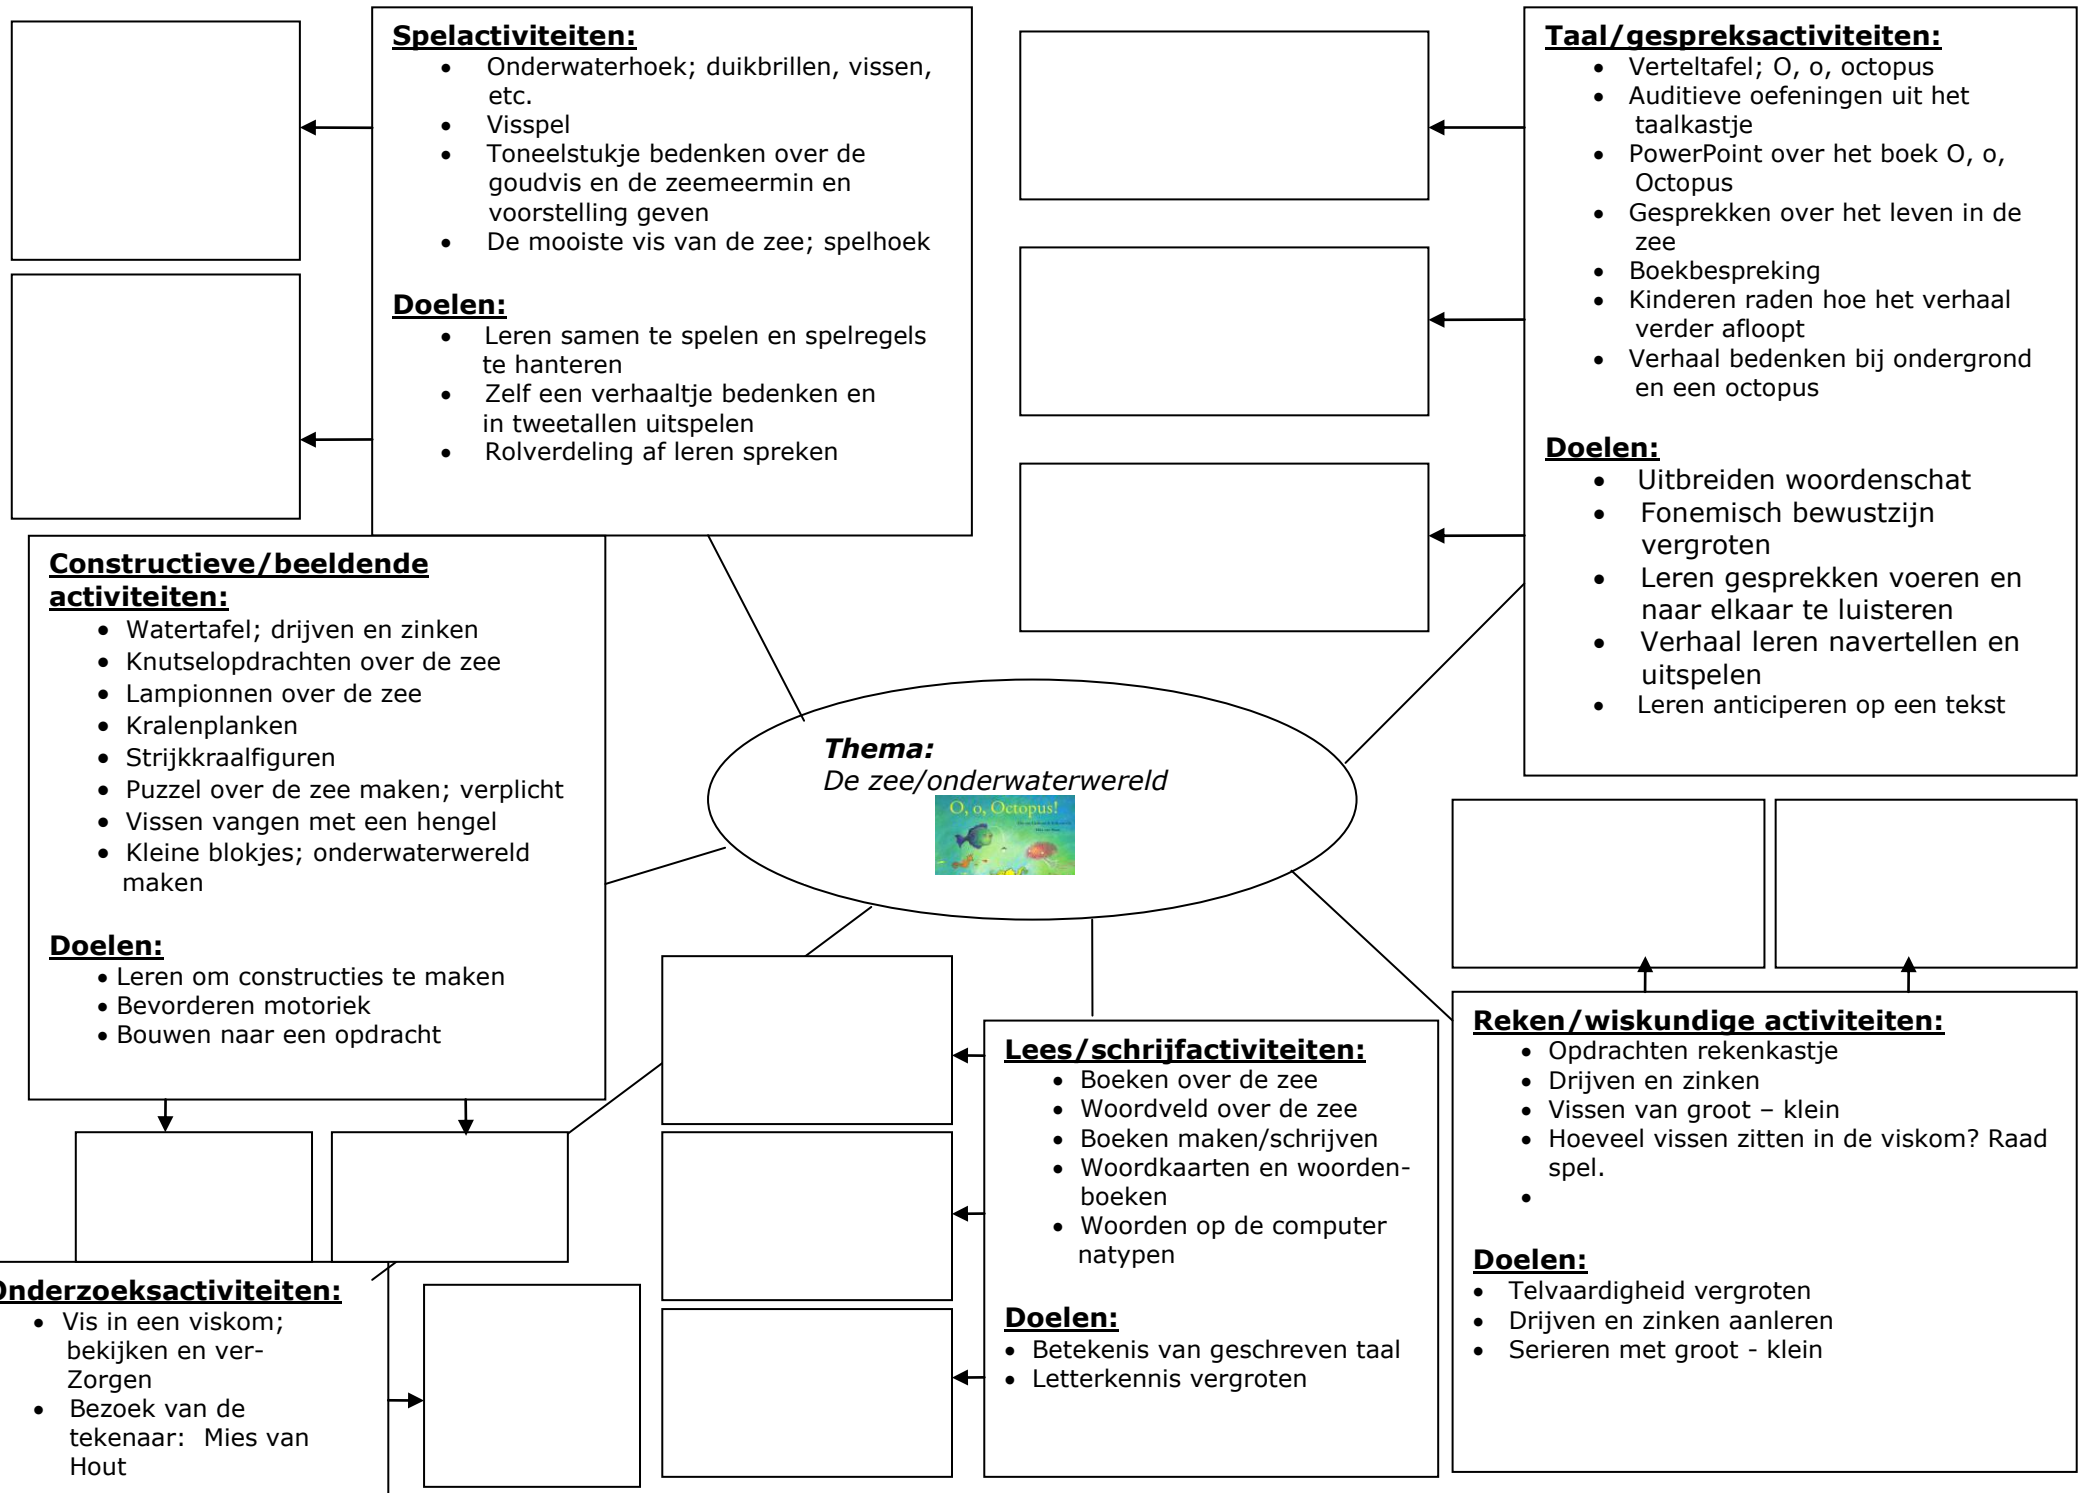 Spelactiviteiten:
• Onderwaterhoek; duikbrillen, vissen,
etc.
• Visspel
• Toneelstukje bedenken over de
goudvis en de zeemeermin en
voorstelling geven
• De mooiste vis van de zee; spelhoek
Doelen:
• Leren samen te spelen en spelregels
te hanteren
• Zelf een verhaaltje bedenken en
in tweetallen uitspelen
• Rolverdeling af leren spreken
Taal/gespreksactiviteiten:
• Verteltafel; O, o, octopus
• Auditieve oefeningen uit het
taalkastje
• PowerPoint over het boek O, o,
Octopus
• Gesprekken over het leven in de
zee
• Boekbespreking
• Kinderen raden hoe het verhaal
verder afloopt
• Verhaal bedenken bij ondergrond
en een octopus
Doelen:
• Uitbreiden woordenschat
• Fonemisch bewustzijn
vergroten
• Leren gesprekken voeren en
naar elkaar te luisteren
• Verhaal leren navertellen en
uitspelen
• Leren anticiperen op een tekst
Constructieve/beeldende
activiteiten:
• Watertafel; drijven en zinken
• Knutselopdrachten over de zee
• Lampionnen over de zee
• Kralenplanken
• Strijkkraalfiguren
• Puzzel over de zee maken; verplicht
• Vissen vangen met een hengel
• Kleine blokjes; onderwaterwereld
maken
Doelen:
• Leren om constructies te maken
• Bevorderen motoriek
• Bouwen naar een opdracht
Thema:
De zee/onderwaterwereld
O, o, Octopus!
Lees/schrijfactiviteiten:
• Boeken over de zee
• Woordveld over de zee
• Boeken maken/schrijven
• Woordkaarten en woorden-
boeken
• Woorden op de computer
natypen
Doelen:
• Betekenis van geschreven taal
• Letterkennis vergroten
Reken/wiskundige activiteiten:
• Opdrachten rekenkastje
• Drijven en zinken
• Vissen van groot – klein
• Hoeveel vissen zitten in de viskom? Raad
spel.
•
Doelen:
• Telvaardigheid vergroten
• Drijven en zinken aanleren
• Serieren met groot - klein
Onderzoeksactiviteiten:
• Vis in een viskom;
bekijken en ver-
Zorgen
• Bezoek van de
tekenaar: Mies van
Hout